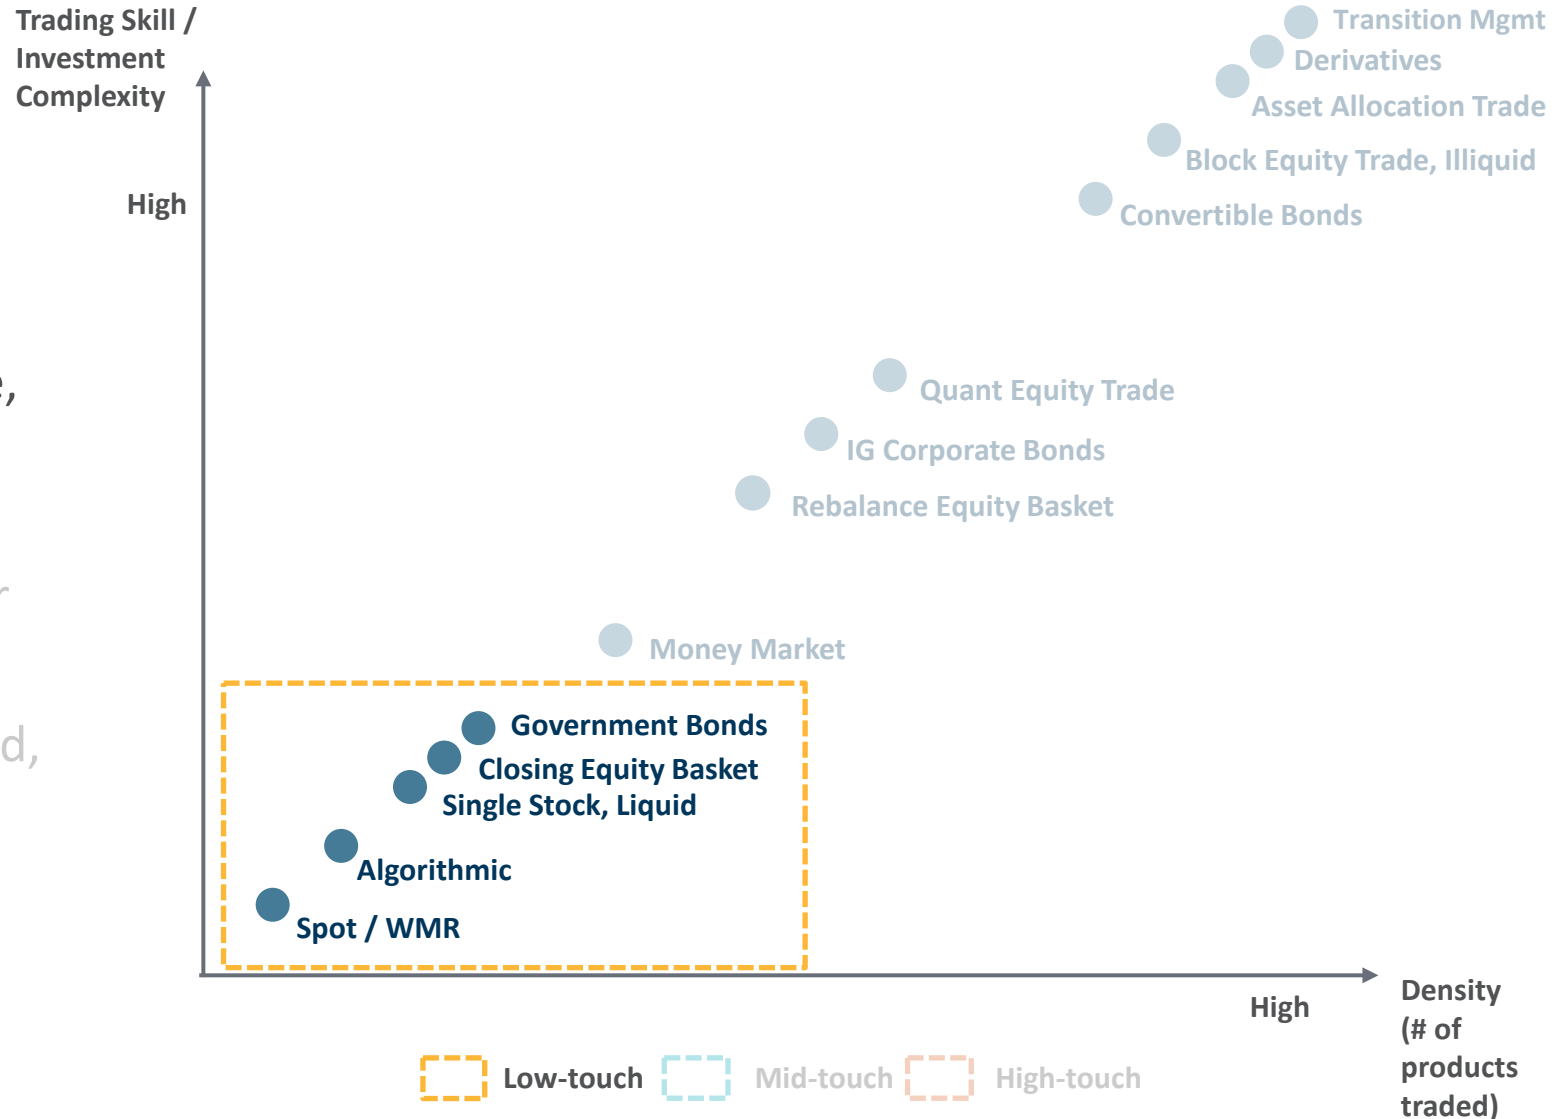 Trading Skill /
Investment
Complexity
Transition Mgmt
Derivatives
Asset Allocation Trade
Block Equity Trade, Illiquid
High
Convertible Bonds
Quant Equity Trade
IG Corporate Bonds
Rebalance Equity Basket
Money Market
Government Bonds
Closing Equity Basket
Single Stock, Liquid
Algorithmic
Spot / WMR
High
Density
(# of
products
traded)
Low-touch
Mid-touch
High-touch